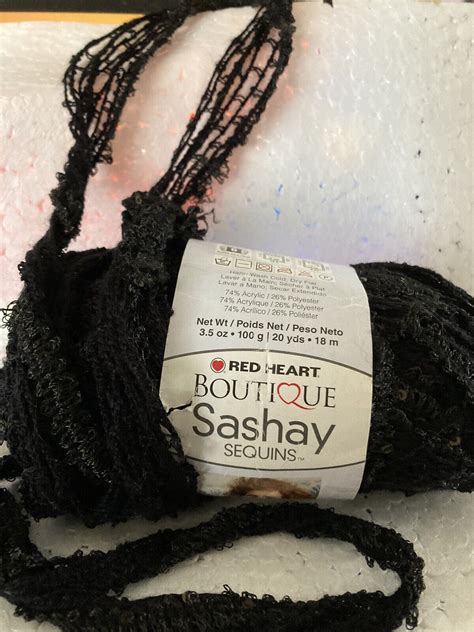 Hand Wash Cold; Dry Flat
Laver à La Main; Sécher à Plat
Lavar a Mano; Secar Extendido
74% Acrylic / 26% Polyester
74% Acrylique / 26% Polyester
74% Acrílico / 26% Poliéster
Net Wt / Poids Net / Peso Neto
3.5 oz • 100 g | 20 yds • 18 m
RED HEART
BOUTIQUE
Sashay
SEQUINS™